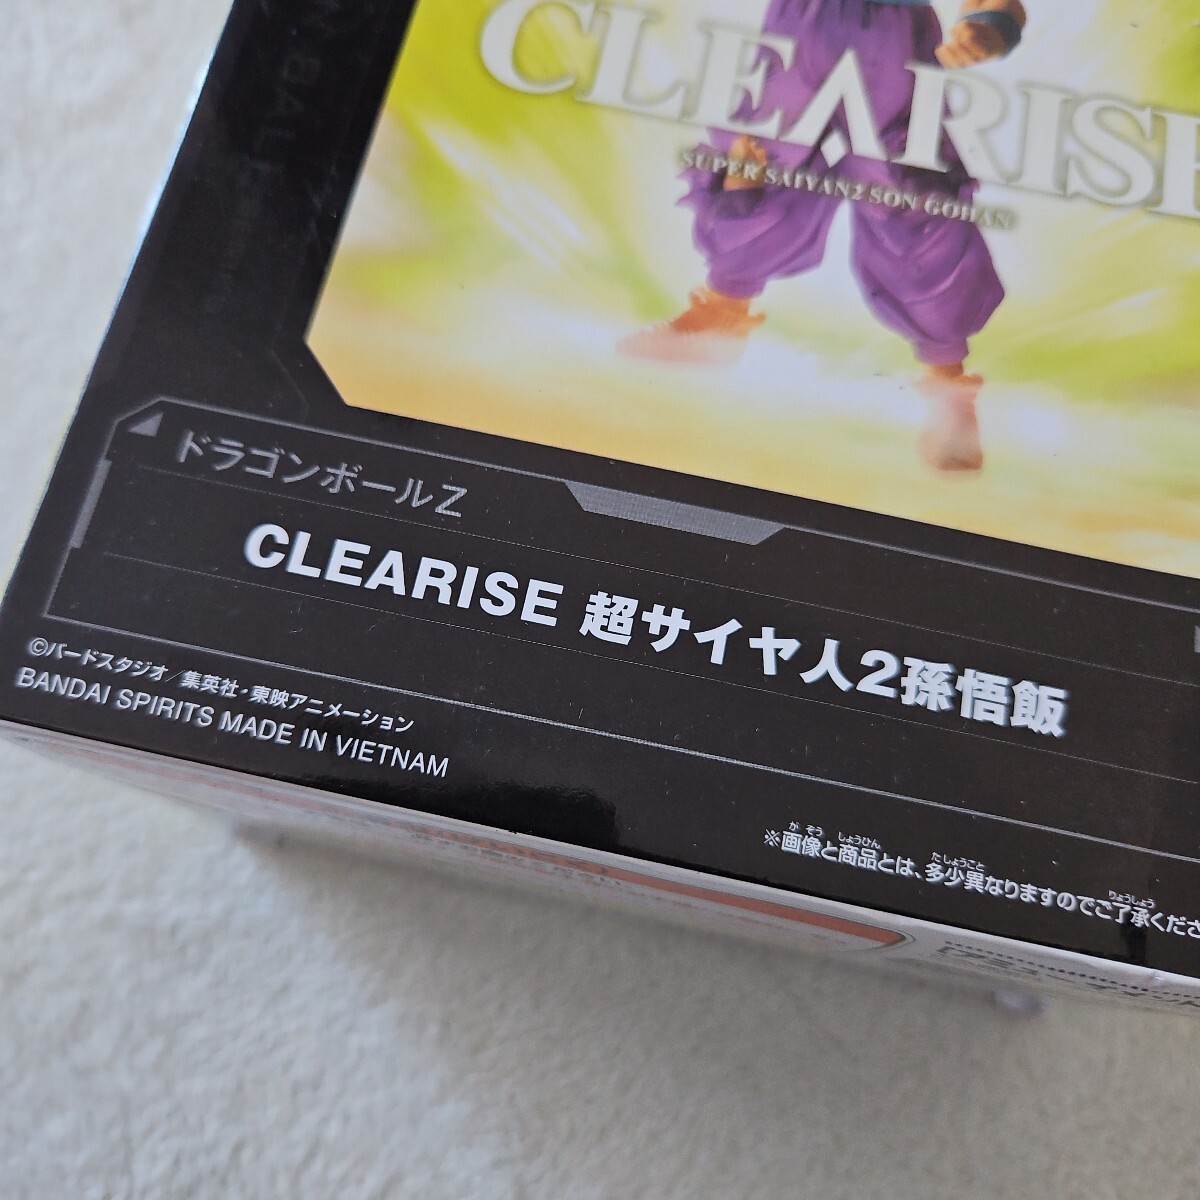 CLEARISE
SUPER SAIYAN2 SON GOHAN
ドラゴンボールZ
CLEARISE 超サイヤ人2孫悟飯
©バードスタジオ/集英社・東映アニメーション
BANDAI SPIRITS MADE IN VIETNAM
※画像と商品とは、多少異なりますのでご了承くださ